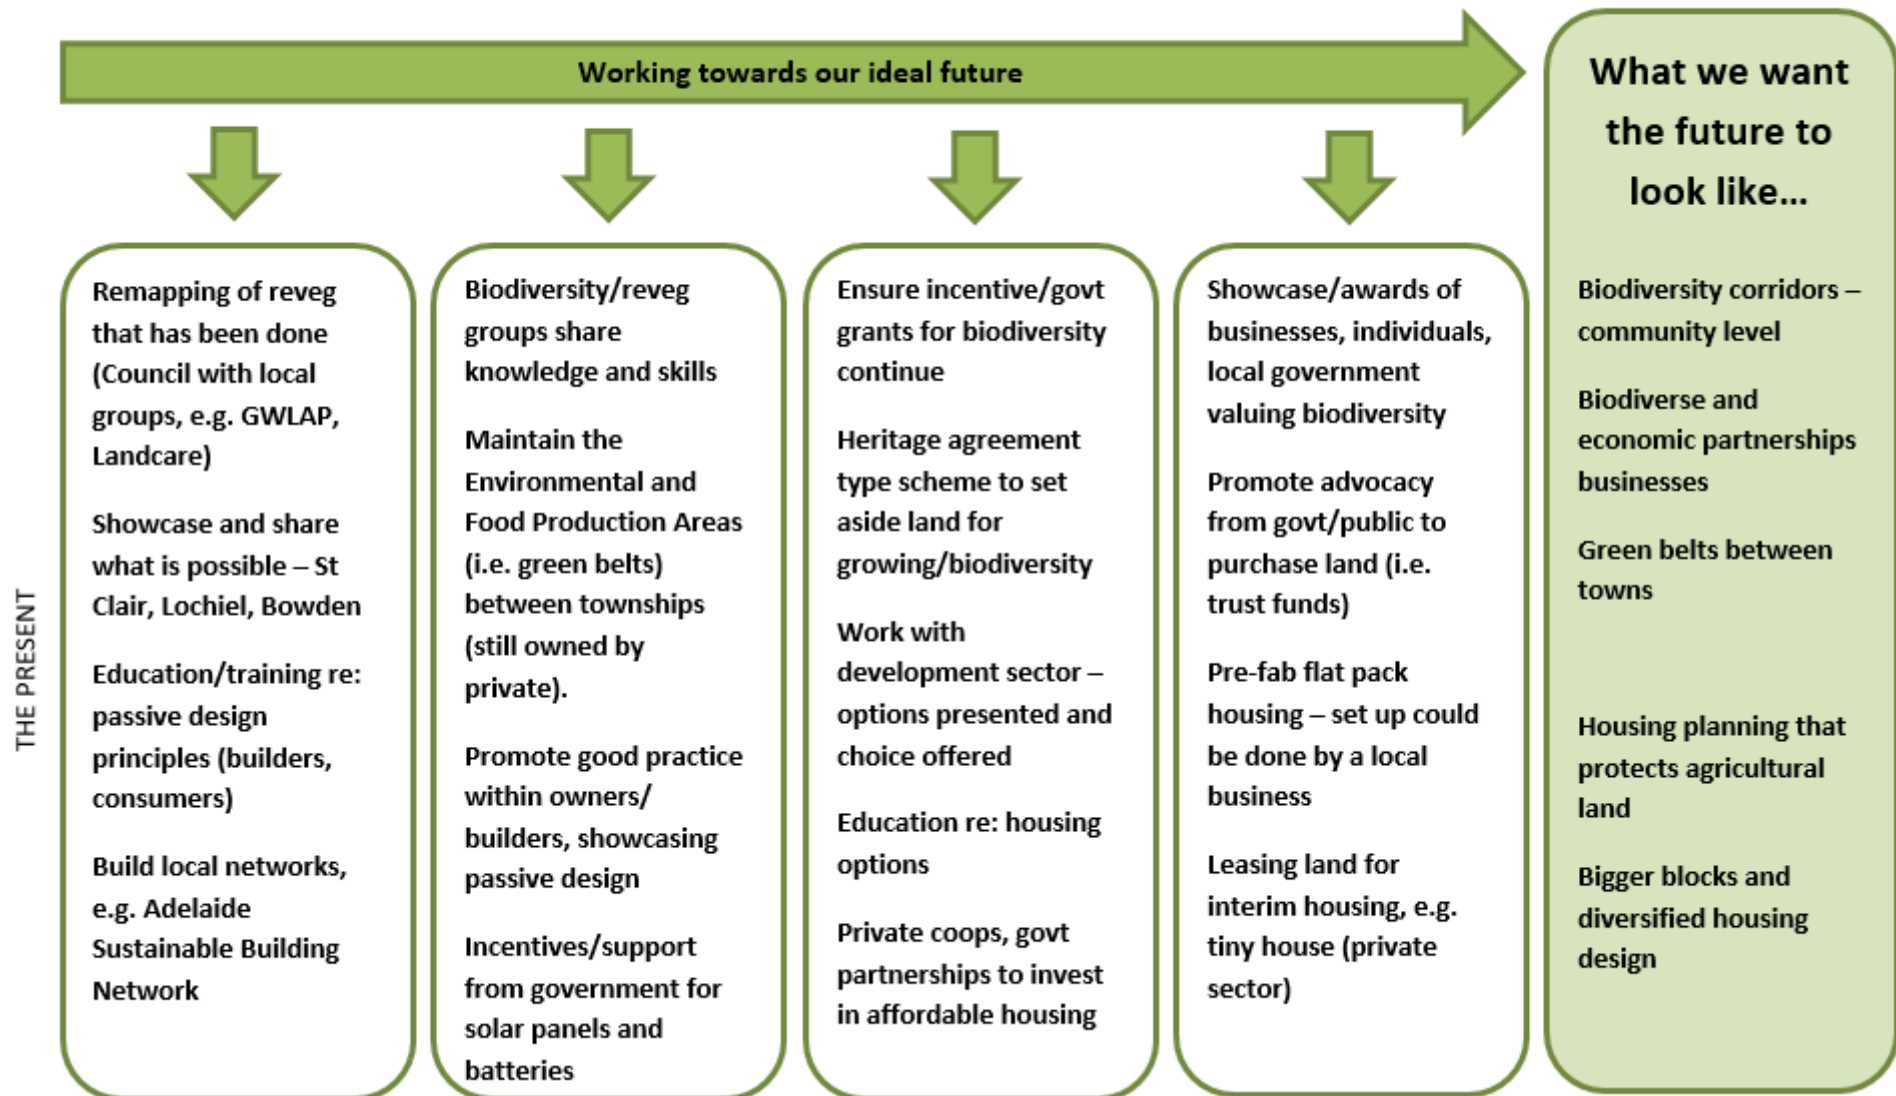 Working towards our ideal future
THE PRESENT
Remapping of reveg
that has been done
(Council with local
groups, e.g. GWLAP,
Landcare)
Showcase and share
what is possible – St
Clair, Lochiel, Bowden
Education/training re:
passive design
principles (builders,
consumers)
Build local networks,
e.g. Adelaide
Sustainable Building
Network
Biodiversity/reveg
groups share
knowledge and skills
Maintain the
Environmental and
Food Production Areas
(i.e. green belts)
between townships
(still owned by
private).
Promote good practice
within owners/
builders, showcasing
passive design
Incentives/support
from government for
solar panels and
batteries
Ensure incentive/govt
grants for biodiversity
continue
Heritage agreement
type scheme to set
aside land for
growing/biodiversity
Work with
development sector –
options presented and
choice offered
Education re: housing
options
Private coops, govt
partnerships to invest
in affordable housing
Showcase/awards of
businesses, individuals,
local government
valuing biodiversity
Promote advocacy
from govt/public to
purchase land (i.e.
trust funds)
Pre-fab flat pack
housing – set up could
be done by a local
business
Leasing land for
interim housing, e.g.
tiny house (private
sector)
What we want
the future to
look like...
Biodiversity corridors –
community level
Biodiverse and
economic partnerships
businesses
Green belts between
towns
Housing planning that
protects agricultural
land
Bigger blocks and
diversified housing
design